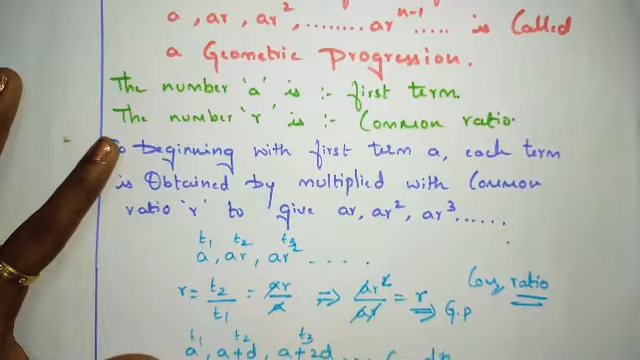 a, ar, ar², ........ arⁿ⁻¹ ..... is Called
a Geometric Progression.
The number 'a' is :- first term.
The number 'r' is :- Common ratio.
beginning with first term a, each term
is Obtained by multiplied with Common
ratio 'r' to give ar, ar², ar³......
t₁ t₂ t₃
a, ar, ar² . . . .
r = t₂/t₁ = ar/a ⇒ ar²/ar = r ⇒ G.P
ratio
t₁ t₂ t₃
a, a+d, a+2d